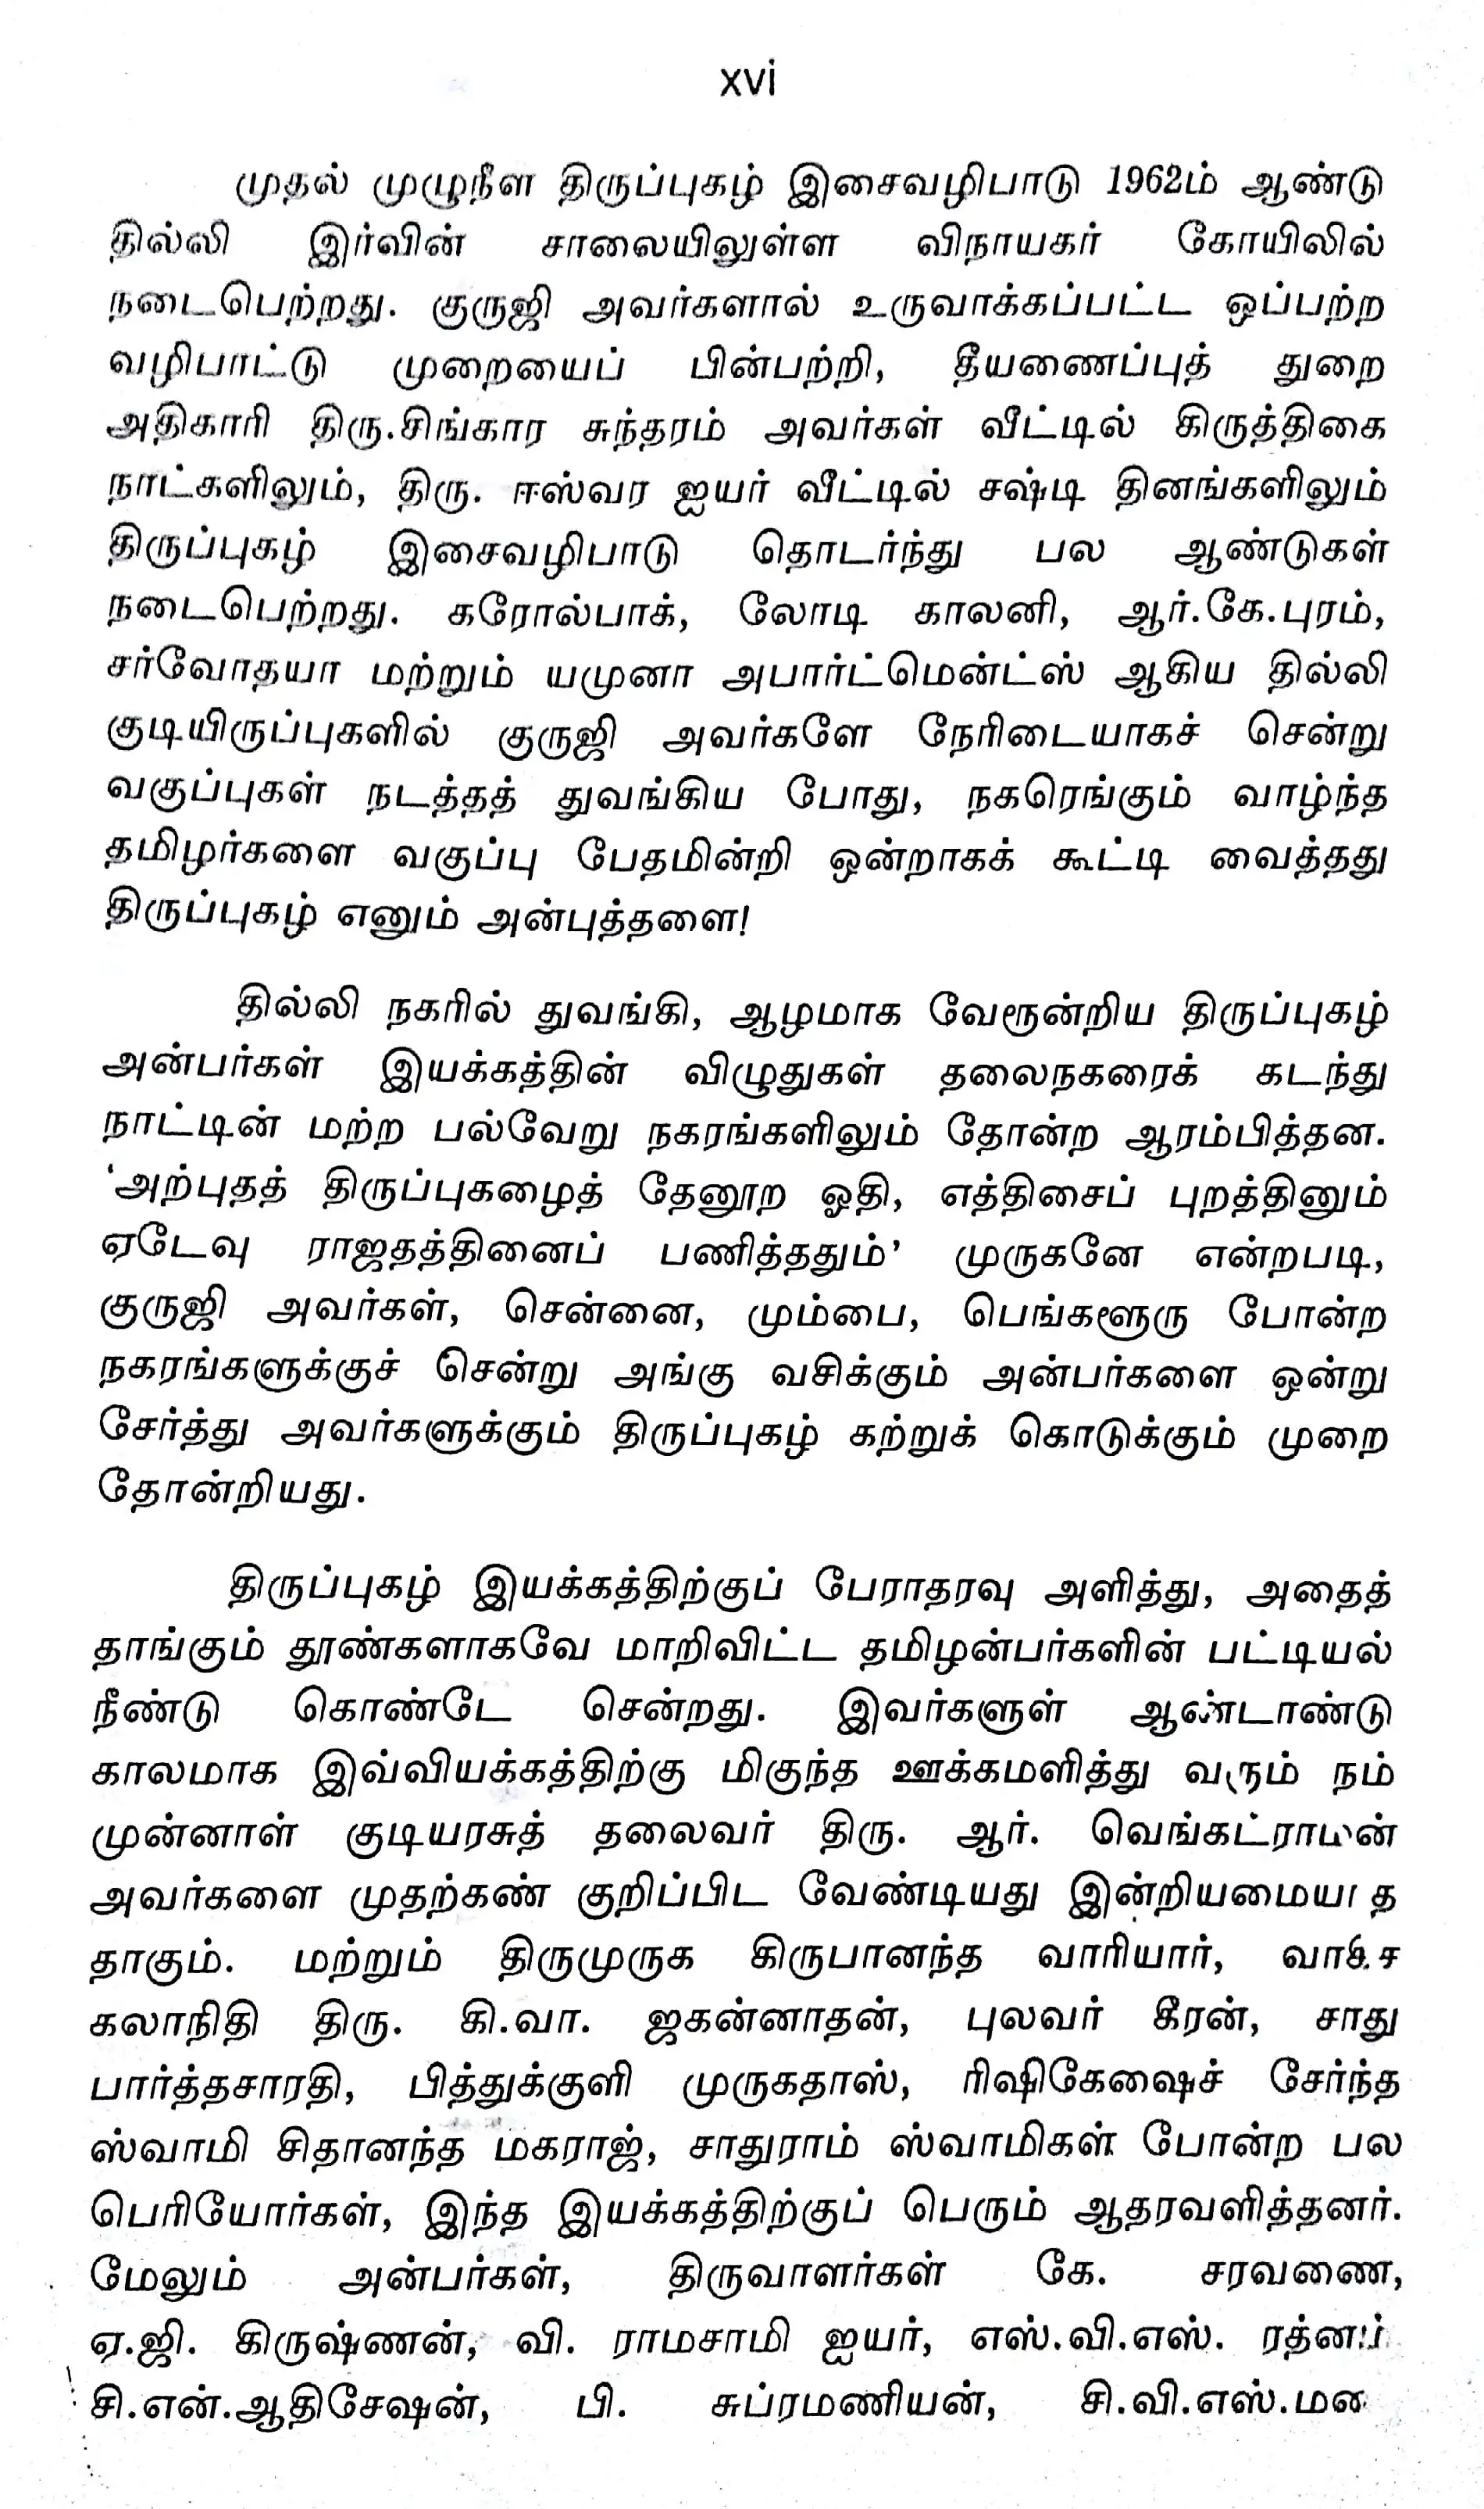 xvi
முதல் முழுநீள திருப்புகழ் இசைவழிபாடு 1962ம் ஆண்டு
தில்லி இர்வின் சாலையிலுள்ள விநாயகர் கோயிலில்
நடைபெற்றது. குருஜி அவர்களால் உருவாக்கப்பட்ட ஒப்பற்ற
வழிபாட்டு முறையைப் பின்பற்றி, தீயணைப்புத் துறை
அதிகாரி திரு.சிங்கார சுந்தரம் அவர்கள் வீட்டில் கிருத்திகை
நாட்களிலும், திரு. ஈஸ்வர ஐயர் வீட்டில் சஷ்டி தினங்களிலும்
திருப்புகழ் இசைவழிபாடு தொடர்ந்து பல ஆண்டுகள்
நடைபெற்றது. கரோல்பாக், லோடி காலனி, ஆர்.கே.புரம்,
சர்வோதயா மற்றும் யமுனா அபார்ட்மென்ட்ஸ் ஆகிய தில்லி
குடியிருப்புகளில் குருஜி அவர்களே நேரிடையாகச் சென்று
வகுப்புகள் நடத்தத் துவங்கிய போது, நகரெங்கும் வாழ்ந்த
தமிழர்களை வகுப்பு பேதமின்றி ஒன்றாகக் கூட்டி வைத்தது
திருப்புகழ் எனும் அன்புத்தளை!
தில்லி நகரில் துவங்கி, ஆழமாக வேரூன்றிய திருப்புகழ்
அன்பர்கள் இயக்கத்தின் விழுதுகள் தலைநகரைக் கடந்து
நாட்டின் மற்ற பல்வேறு நகரங்களிலும் தோன்ற ஆரம்பித்தன.
‘அற்புதத் திருப்புகழைத் தேனூற ஓதி, எத்திசைப் புறத்தினும்
ஏடேவு ராஜதத்தினைப் பணித்ததும்’ முருகனே என்றபடி,
குருஜி அவர்கள், சென்னை, மும்பை, பெங்களூரு போன்ற
நகரங்களுக்குச் சென்று அங்கு வசிக்கும் அன்பர்களை ஒன்று
சேர்த்து அவர்களுக்கும் திருப்புகழ் கற்றுக் கொடுக்கும் முறை
தோன்றியது.
திருப்புகழ் இயக்கத்திற்குப் பேராதரவு அளித்து, அதைத்
தாங்கும் தூண்களாகவே மாறிவிட்ட தமிழன்பர்களின் பட்டியல்
நீண்டு கொண்டே சென்றது. இவர்களுள் ஆண்டாண்டு
காலமாக இவ்வியக்கத்திற்கு மிகுந்த ஊக்கமளித்து வரும் நம்
முன்னாள் குடியரசுத் தலைவர் திரு. ஆர். வெங்கட்ராமன்
அவர்களை முதற்கண் குறிப்பிட வேண்டியது இன்றியமையாத
தாகும். மற்றும் திருமுருக கிருபானந்த வாரியார், வாகீச
கலாநிதி திரு. கி.வா. ஜகன்னாதன், புலவர் கீரன், சாது
பார்த்தசாரதி, பித்துக்குளி முருகதாஸ், ரிஷிகேஷைச் சேர்ந்த
ஸ்வாமி சிதானந்த மகராஜ், சாதுராம் ஸ்வாமிகள் போன்ற பல
பெரியோர்கள், இந்த இயக்கத்திற்குப் பெரும் ஆதரவளித்தனர்.
மேலும் அன்பர்கள், திருவாளர்கள் கே. சரவணை,
ஏ.ஜி. கிருஷ்ணன், வி. ராமசாமி ஐயர், எஸ்.வி.எஸ்.
சி.என்.ஆதிசேஷன், பி. சுப்ரமணியன்,